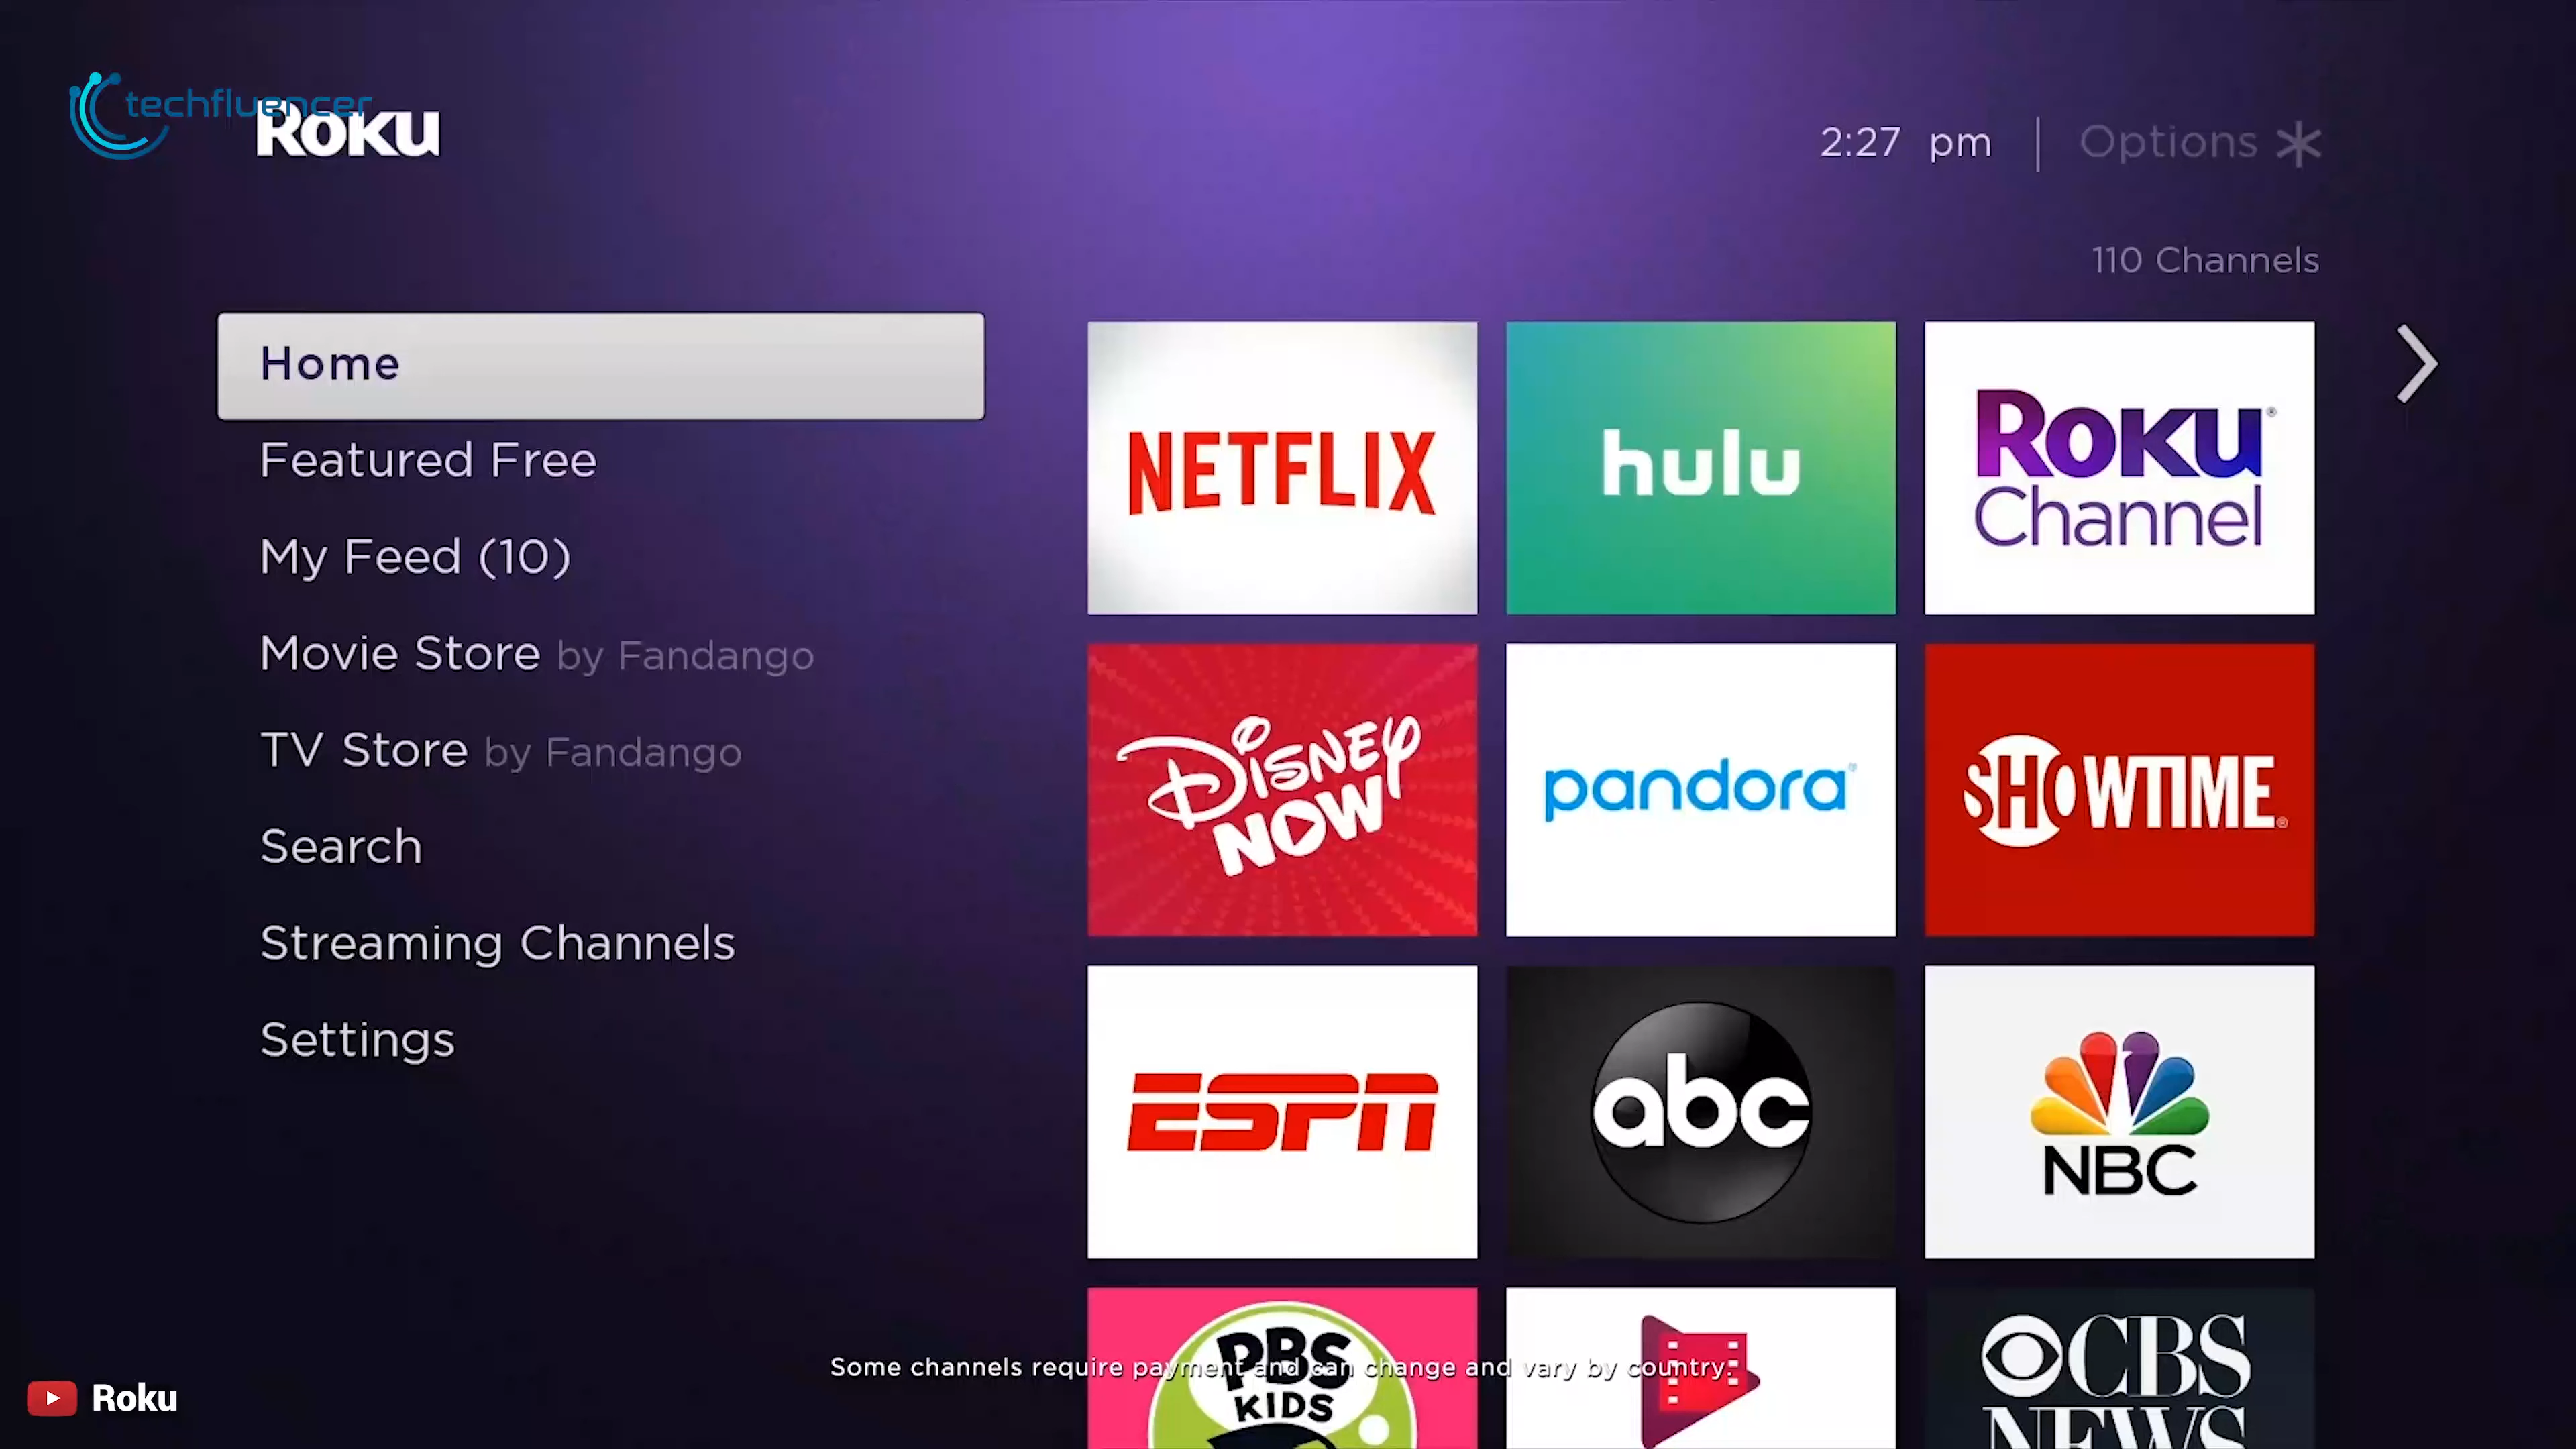 techfluencer
ROKU
2:27 pm
Options
110 Channels
Home
Featured Free
My Feed (10)
Movie Store by Fandango
TV Store by Fandango
Search
Streaming Channels
Settings
NETFLIX
hulu
ROKU
Channel
DISNEY
NOW
pandora
SHOWTIME
ESPN
abc
NBC
PBS
KIDS
CBS
NEWS
Some channels require payment and can change and vary by country.
Roku